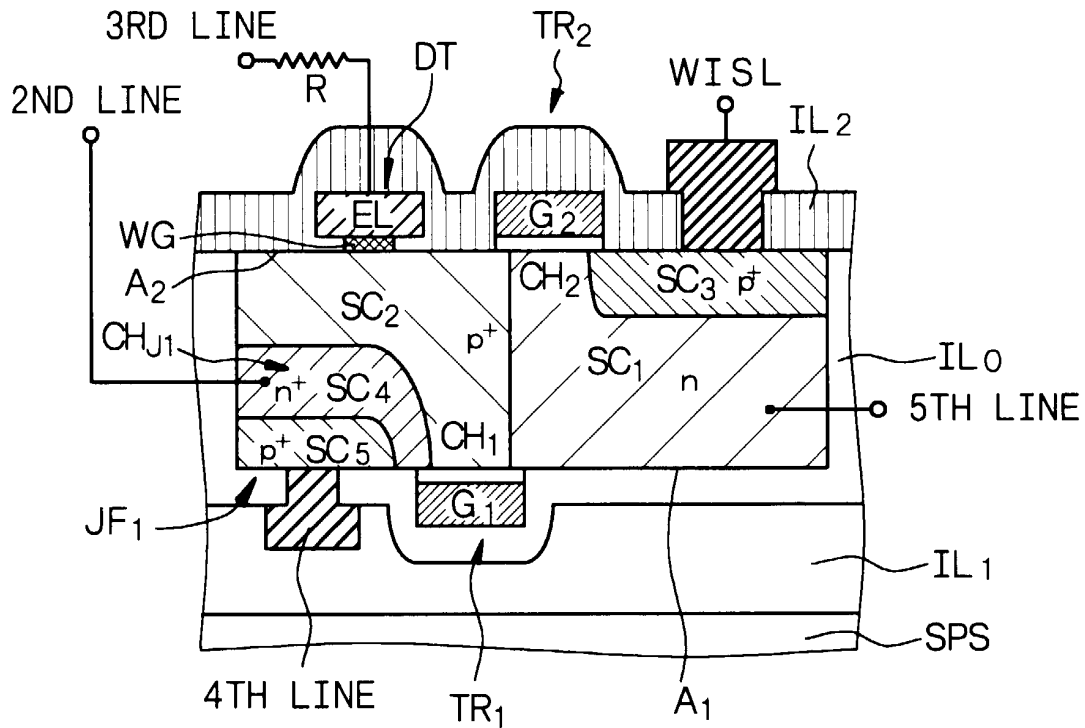 3RD LINE
TR2
DT
WISL
R
2ND LINE
IL2
EL
G2
WG
A2
CH2
SC3 p+
SC2
CHJ1
p+
SC1
IL0
n
n+ SC4
5TH LINE
CH1
p+ SC5
G1
JF1
IL1
SPS
4TH LINE
TR1
A1